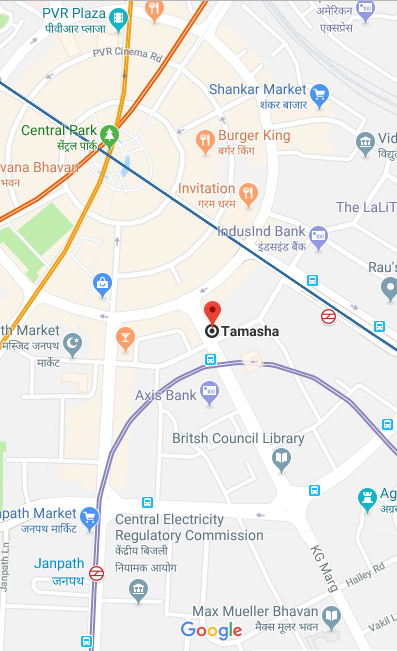 PVR Plaza
पीवीआर प्लाजा
अमेरिकन
एक्सप्रेस
PVR Cinema Rd
Shankar Market
शंकर बाजार
Central Park
सेंट्रल पार्क
Burger King
बर्गर किंग
vana Bhavan
भवन
Vid
विद्यु
Invitation
गरम धरम
The LaLiT
IndusInd Bank
इंडसइंड बैंक
Rau's
Tamasha
th Market
मस्जिद जनपथ
मार्केट
Axis Bank
Britsh Council Library
Ag
अग्रस
npath Market
जनपथ मार्किट
Central Electricity
Regulatory Commission
केंद्रीय बिजली
नियामक आयोग
Janpath
जनपथ
Janpath Ln
KG Marg
Hailey Rd
Max Mueller Bhavan
मैक्स मूलर भवन
Vakil L
Google